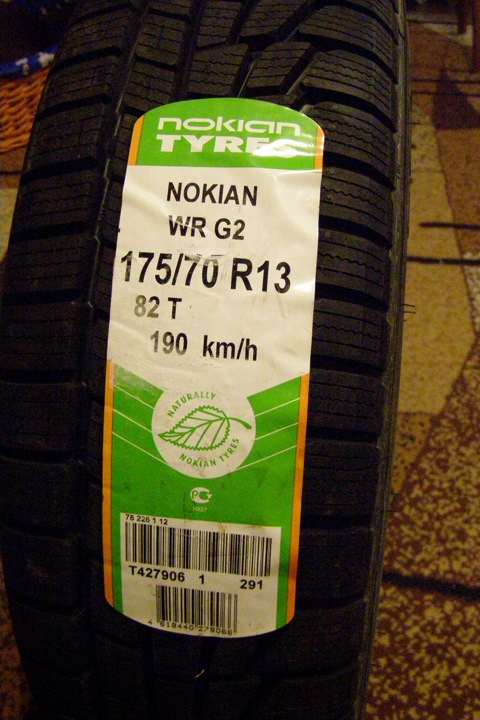 nokian
TYRES
NOKIAN
WR G2
175/70 R13
82 T
190 km/h
NATURALLY
NOKIAN TYRES
76 226 1 12
T427906 1 291